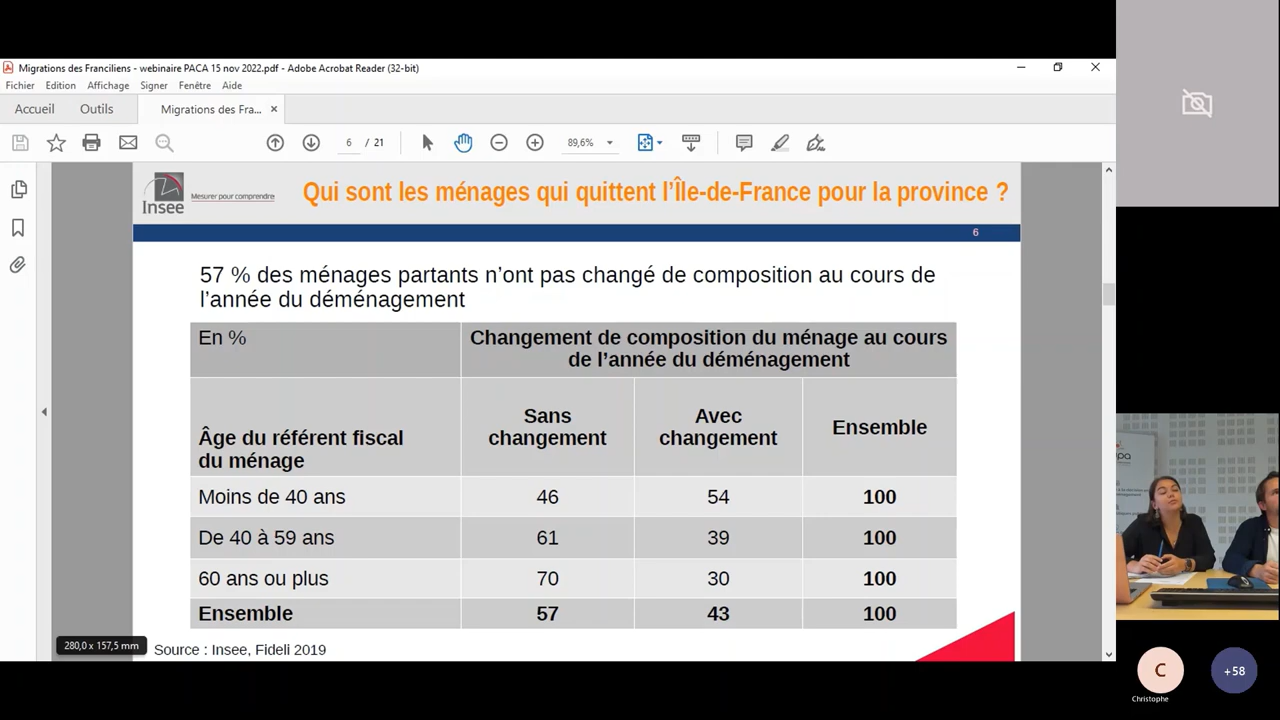 Migrations des Franciliens - webinaire PACA 15 nov 2022.pdf - Adobe Acrobat Reader (32-bit)
Fichier Edition Affichage Signer Fenêtre Aide
Accueil Outils Migrations des Fra... ×
6 / 21 89,6%
Insee Mesurer pour comprendre
Qui sont les ménages qui quittent l'Île-de-France pour la province ?
6
57 % des ménages partants n'ont pas changé de composition au cours de
l'année du déménagement
En %
Changement de composition du ménage au cours
de l'année du déménagement
Âge du référent fiscal
du ménage
Sans
changement
Avec
changement
Ensemble
Moins de 40 ans 46 54 100
De 40 à 59 ans 61 39 100
60 ans ou plus 70 30 100
Ensemble 57 43 100
280,0 x 157,5 mm
Source : Insee, Fideli 2019
C
Christophe
+58